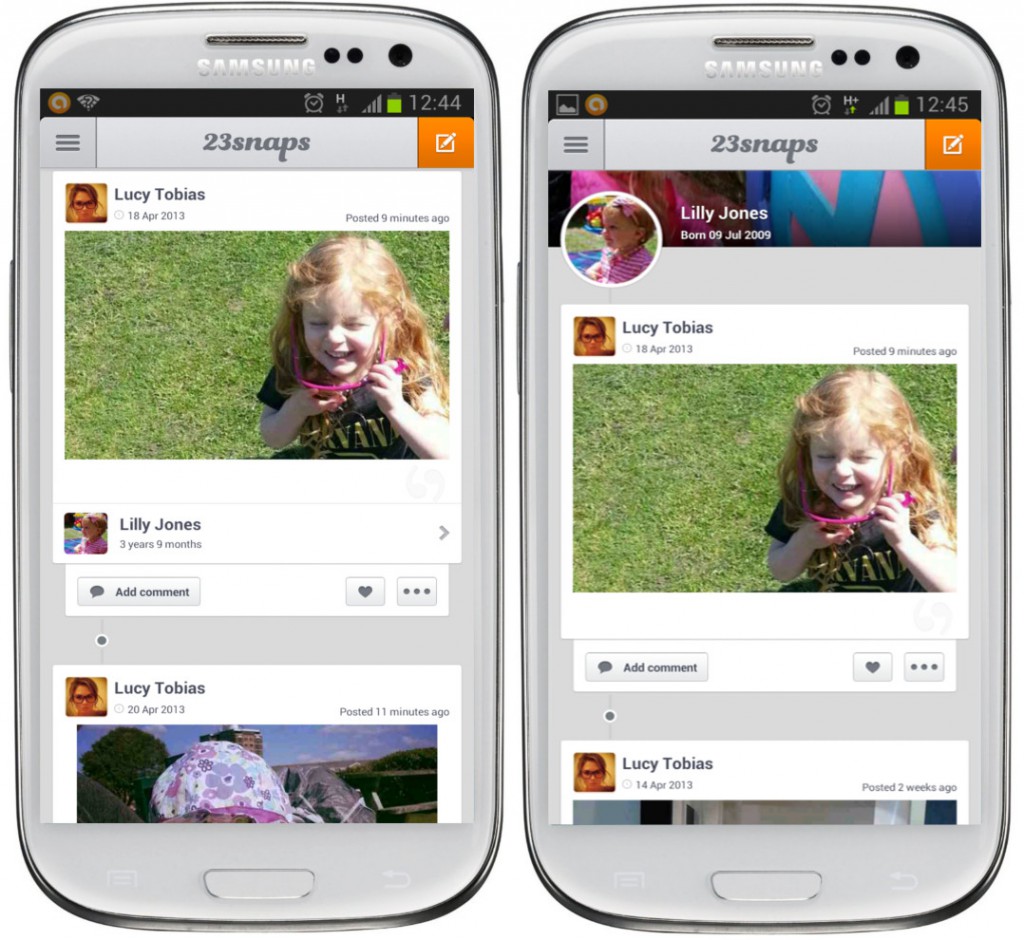 SAMSUNG
H
12:44
23snaps
Lucy Tobias
18 Apr 2013
Posted 9 minutes ago
NIRVANA
Lilly Jones
3 years 9 months
Add comment
Lucy Tobias
20 Apr 2013
Posted 11 minutes ago
SAMSUNG
H+
12:45
23snaps
Lilly Jones
Born 09 Jul 2009
Lucy Tobias
18 Apr 2013
Posted 9 minutes ago
RVAN
Add comment
Lucy Tobias
14 Apr 2013
Posted 2 weeks ago